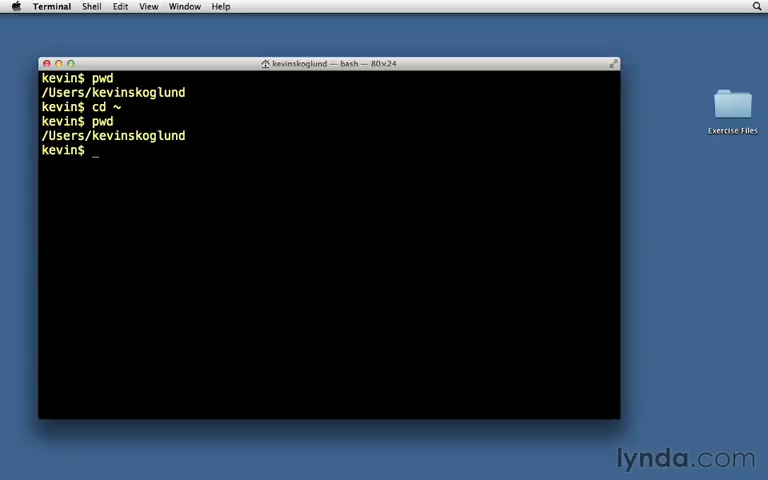 Terminal Shell Edit View Window Help
kevinskoglund — bash — 80×24
kevin$ pwd
/Users/kevinskoglund
kevin$ cd ~
kevin$ pwd
/Users/kevinskoglund
kevin$ _
Exercise Files
lynda.com